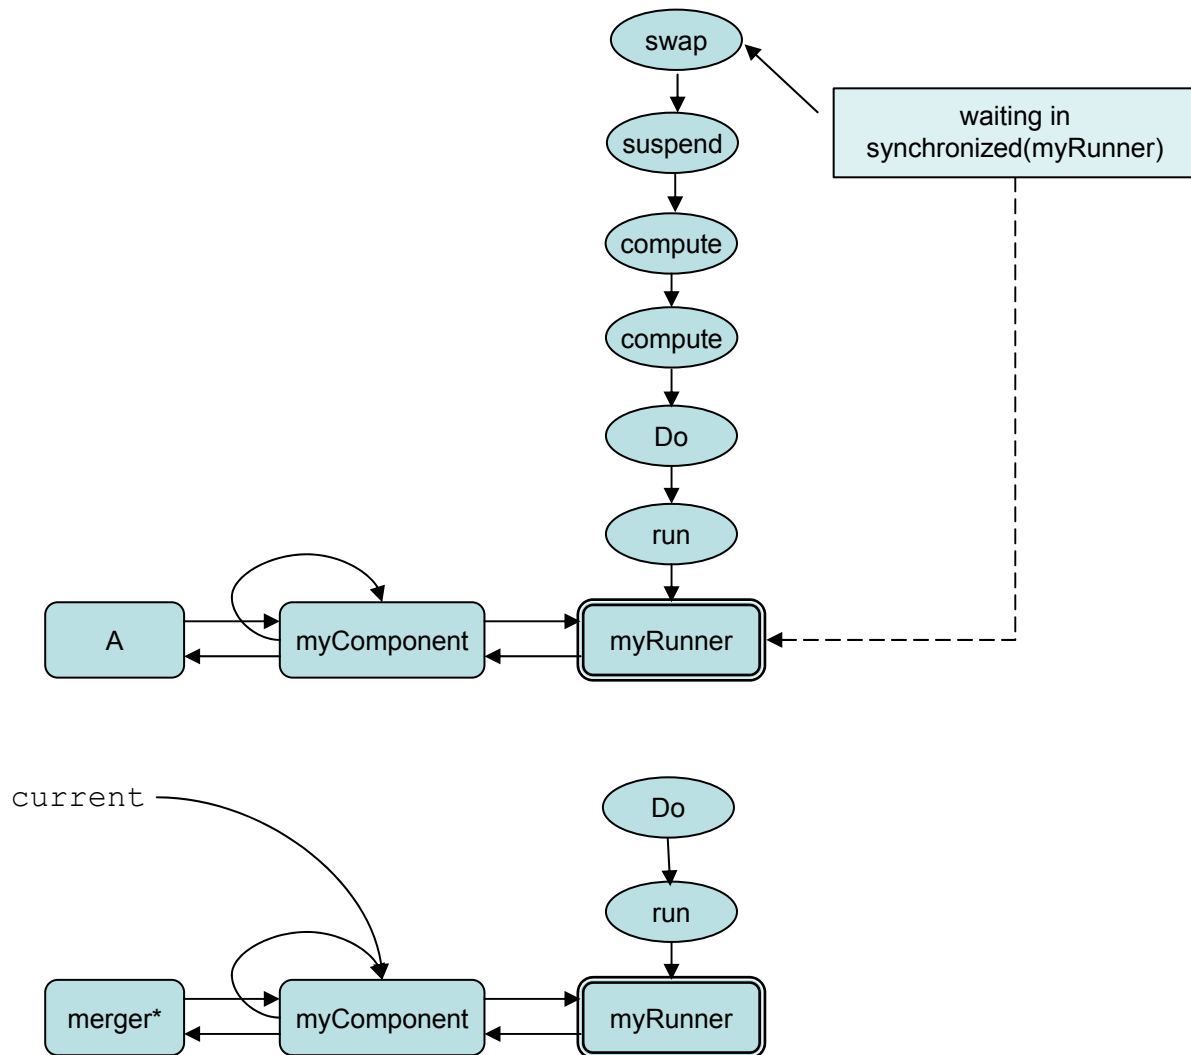 swap
waiting in
synchronized(myRunner)
suspend
compute
compute
Do
run
A
myComponent
myRunner
current
Do
run
merger*
myComponent
myRunner